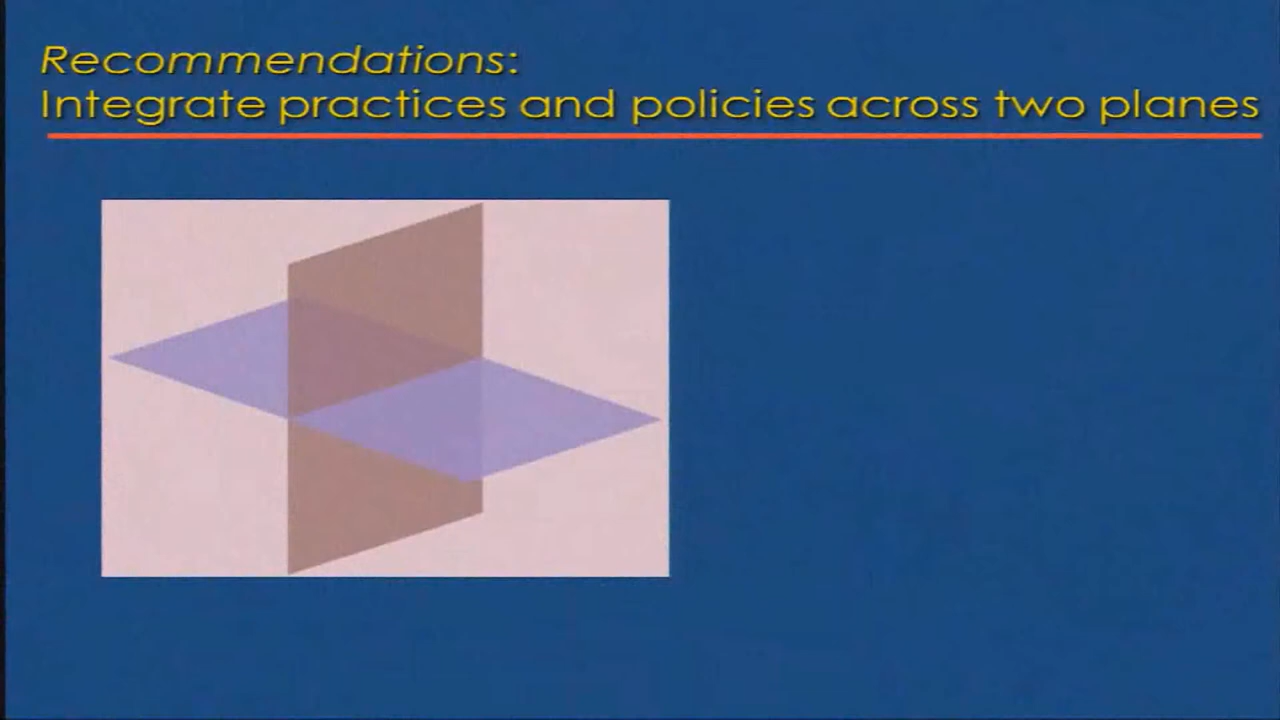 Recommendations:
Integrate practices and policies across two planes